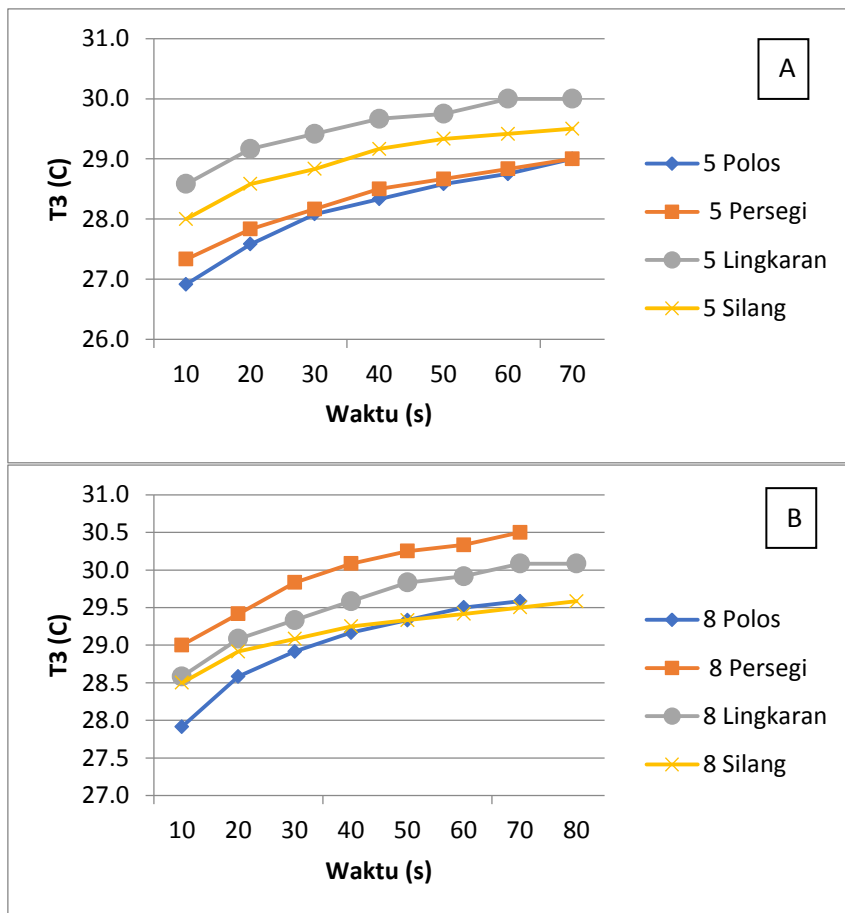 A
T3 (C)
31.0
30.0
29.0
28.0
27.0
26.0
10 20 30 40 50 60 70
Waktu (s)
5 Polos
5 Persegi
5 Lingkaran
5 Silang
B
T3 (C)
31.0
30.5
30.0
29.5
29.0
28.5
28.0
27.5
27.0
10 20 30 40 50 60 70 80
Waktu (s)
8 Polos
8 Persegi
8 Lingkaran
8 Silang